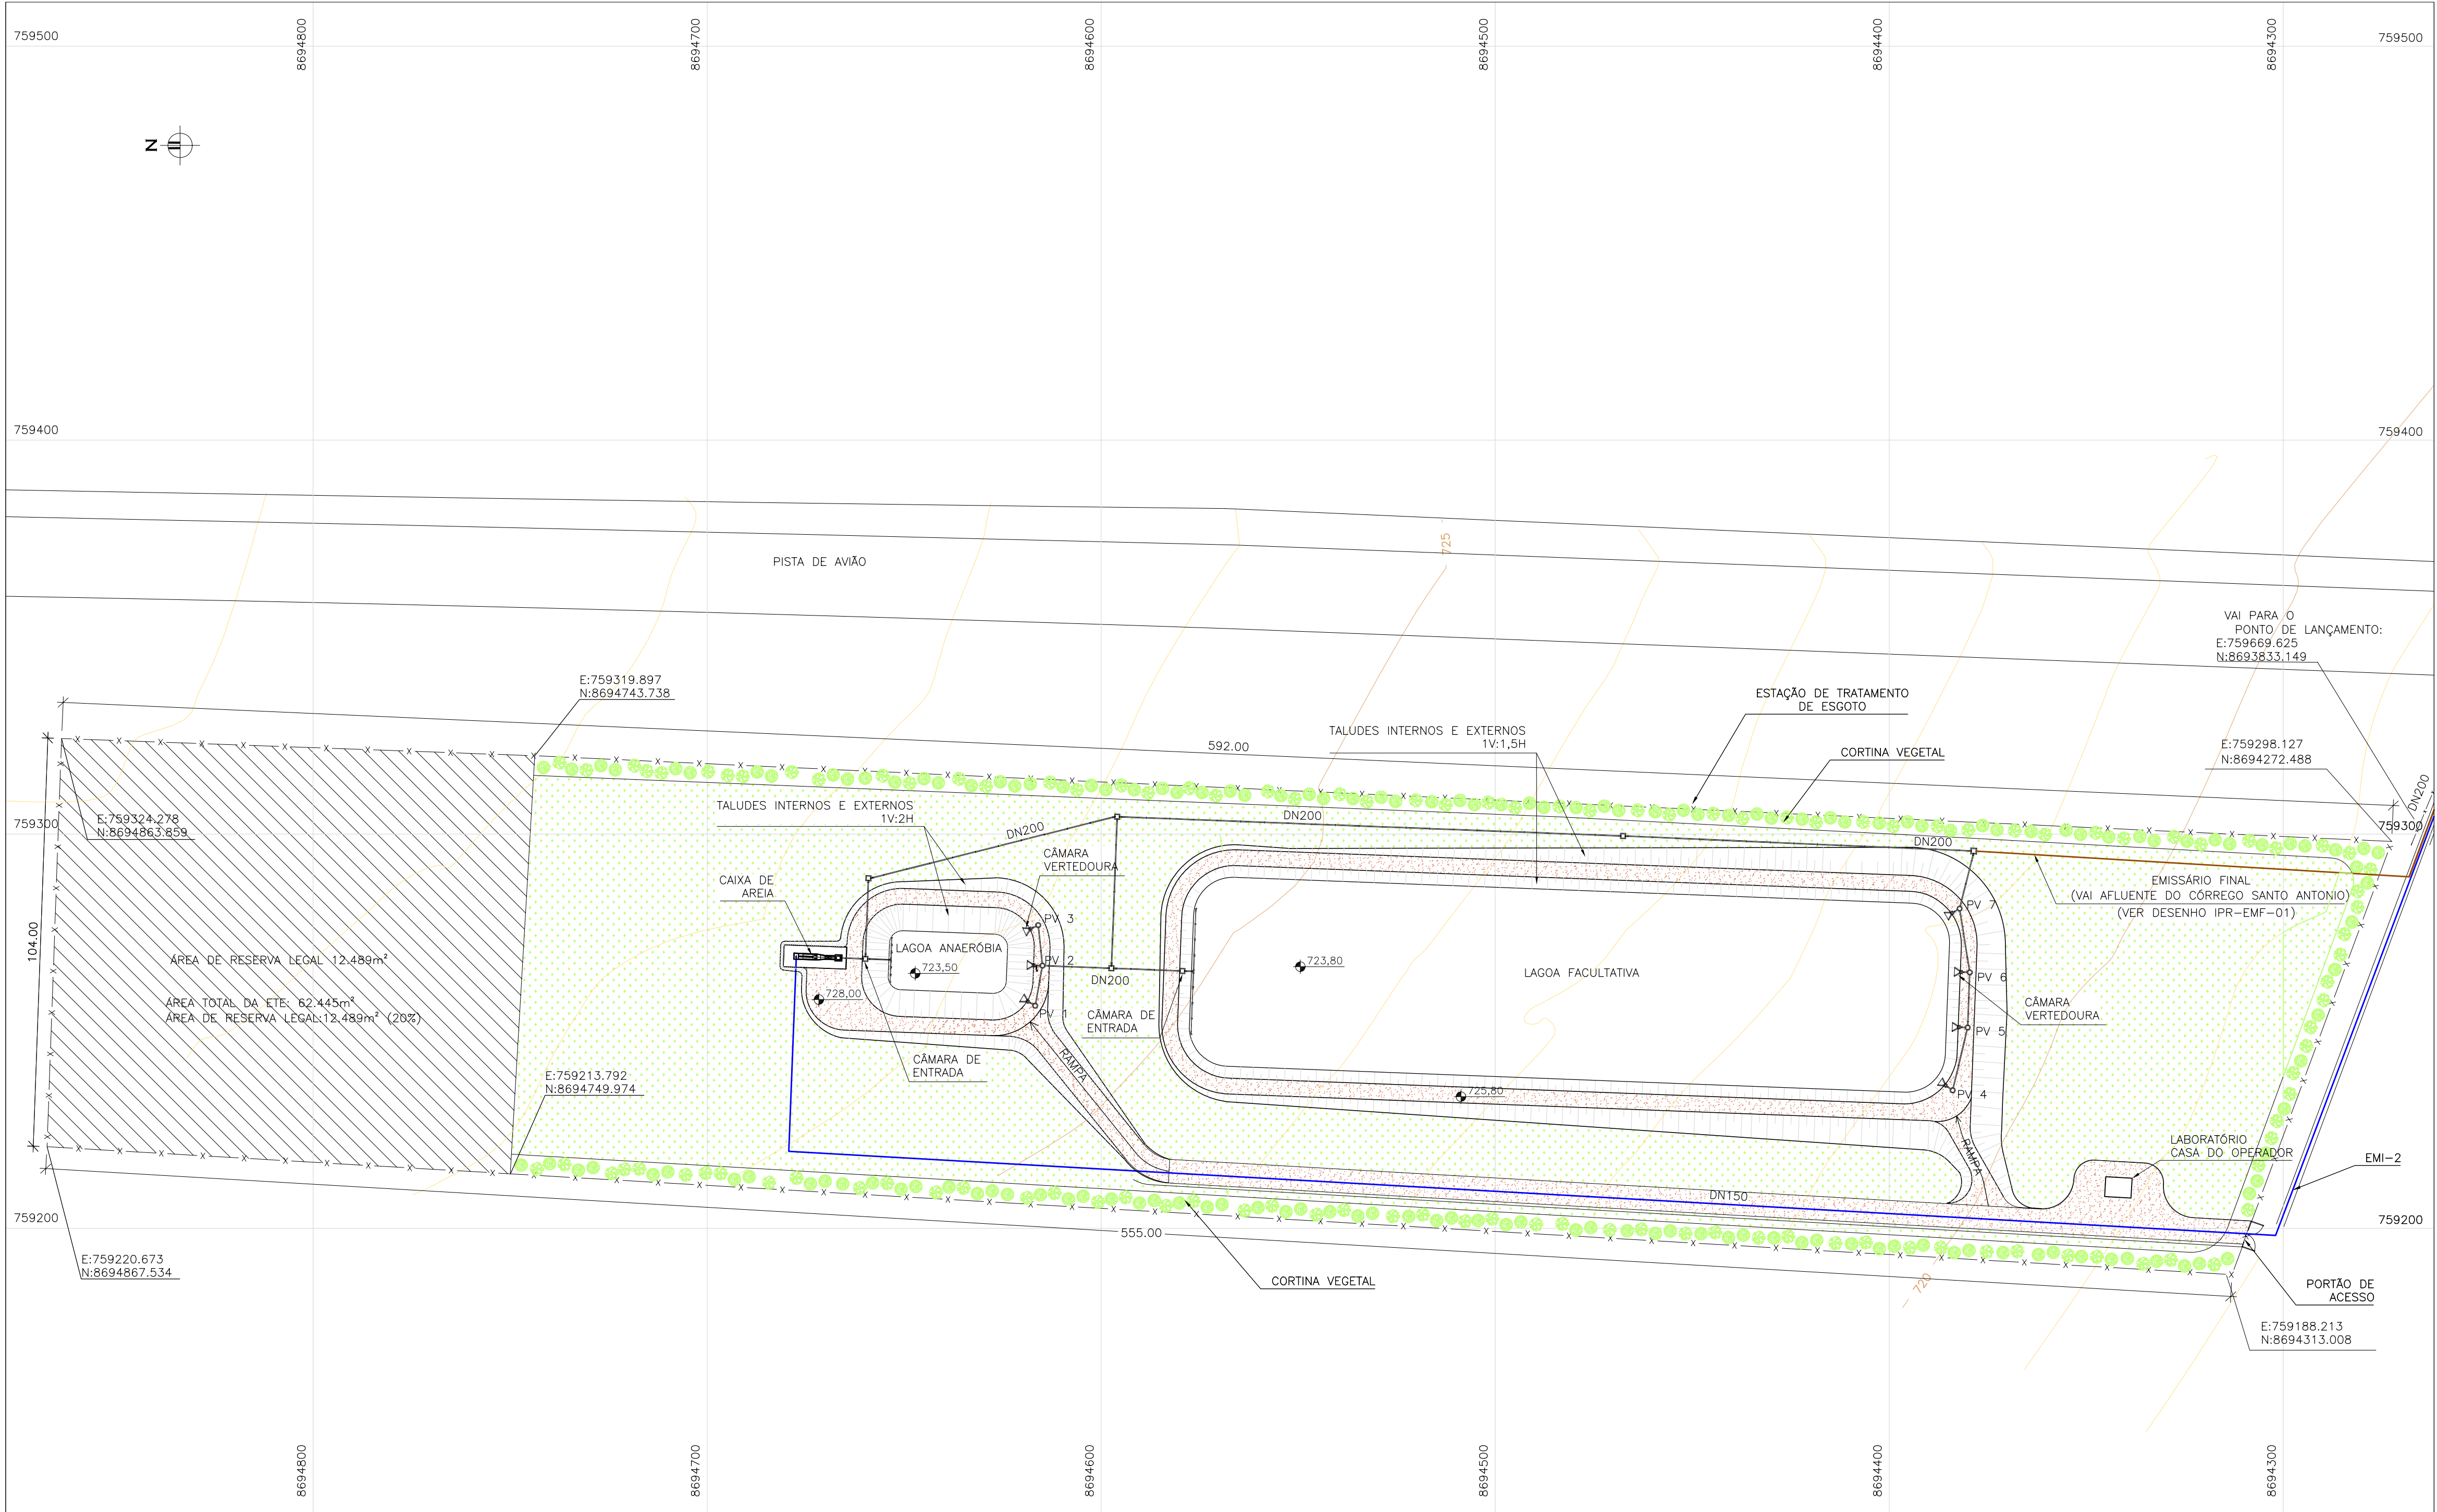 8694800
8694700
8694600
8694500
8694400
8694300
759500
759500
N
759400
759400
725
PISTA DE AVIÃO
VAI PARA O
PONTO DE LANÇAMENTO:
E:759669.625
N:8693833.149
E:759319.897
N:8694743.738
ESTAÇÃO DE TRATAMENTO
DE ESGOTO
TALUDES INTERNOS E EXTERNOS
1V:1,5H
592.00
CORTINA VEGETAL
E:759298.127
N:8694272.488
DN200
759300
E:759324.278
N:8694863.859
TALUDES INTERNOS E EXTERNOS
1V:2H
DN200
DN200
DN200
759300
CÂMARA
VERTEDOURA
CAIXA DE
AREIA
EMISSÁRIO FINAL
(VAI AFLUENTE DO CÓRREGO SANTO ANTONIO)
(VER DESENHO IPR-EMF-01)
PV 3
PV 7
104.00
ÁREA DE RESERVA LEGAL 12.489m²
LAGOA ANAERÓBIA
PV 2
723,50
DN200
723,80
LAGOA FACULTATIVA
PV 6
728,00
ÁREA TOTAL DA ETE: 62.445m²
ÁREA DE RESERVA LEGAL:12.489m² (20%)
PV 1
CÂMARA DE
ENTRADA
CÂMARA
VERTEDOURA
PV 5
CÂMARA DE
ENTRADA
RAMPA
E:759213.792
N:8694749.974
725,80
PV 4
RAMPA
LABORATÓRIO
CASA DO OPERADOR
EMI-2
DN150
759200
759200
555.00
E:759220.673
N:8694867.534
CORTINA VEGETAL
720
PORTÃO DE
ACESSO
E:759188.213
N:8694313.008
8694800
8694700
8694600
8694500
8694400
8694300